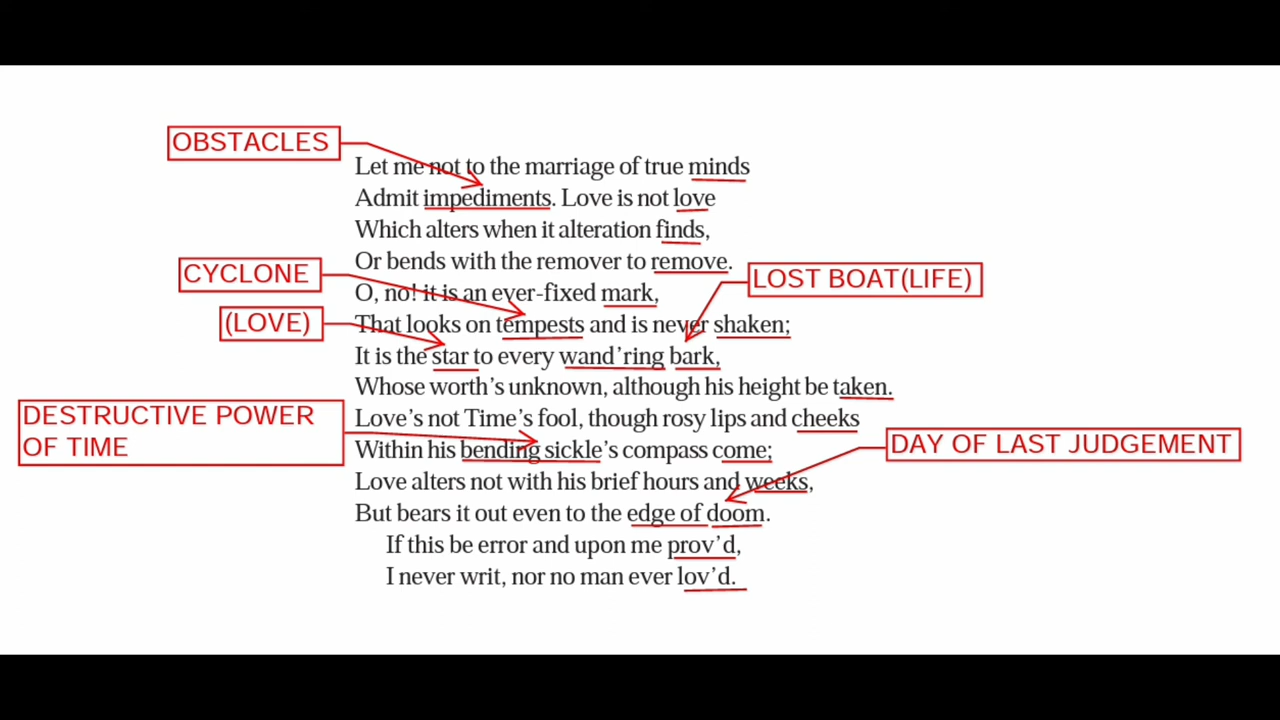 OBSTACLES
Let me not to the marriage of true minds
Admit impediments. Love is not love
Which alters when it alteration finds,
CYCLONE
Or bends with the remover to remove.
LOST BOAT(LIFE)
O, no! it is an ever-fixed mark,
(LOVE)
That looks on tempests and is never shaken;
It is the star to every wand’ring bark,
Whose worth’s unknown, although his height be taken.
DESTRUCTIVE POWER
OF TIME
Love’s not Time’s fool, though rosy lips and cheeks
Within his bending sickle’s compass come;
DAY OF LAST JUDGEMENT
Love alters not with his brief hours and weeks,
But bears it out even to the edge of doom.
If this be error and upon me prov’d,
I never writ, nor no man ever lov’d.